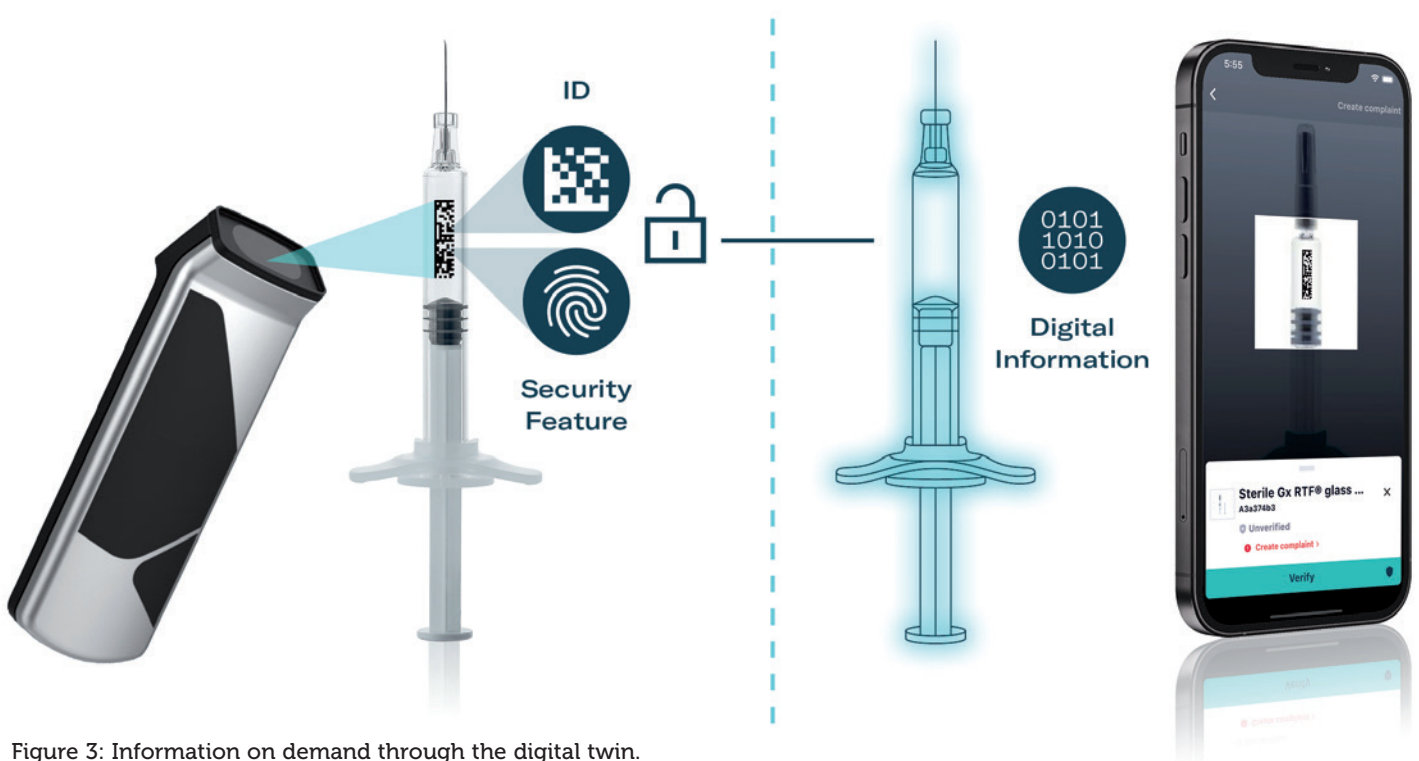 ID
Security
Feature
0101
1010
0101
Digital
Information
5:55
Create complaint
Sterile Gx RTF® glass ...
A3a374b3
Unverified
Create complaint
Verify
Figure 3: Information on demand through the digital twin.